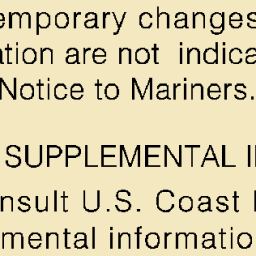 emporary changes
ation are not indica
Notice to Mariners.
SUPPLEMENTAL I
nsult U.S. Coast
mental informatio